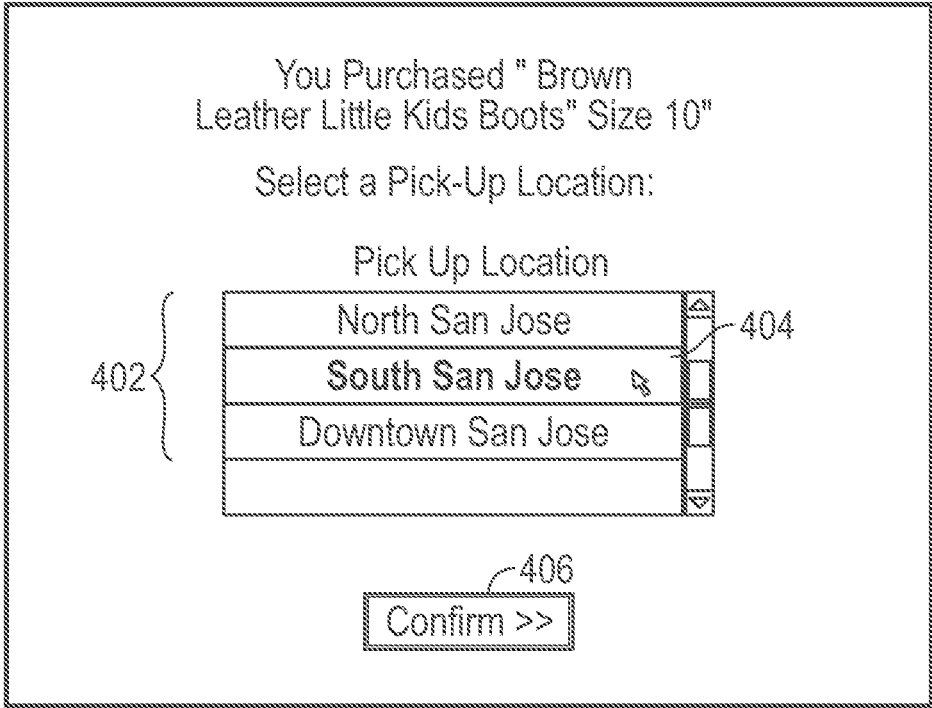 You Purchased " Brown
Leather Little Kids Boots" Size 10"
Select a Pick-Up Location:
Pick Up Location
North San Jose
404
402
South San Jose
Downtown San Jose
406
Confirm >>